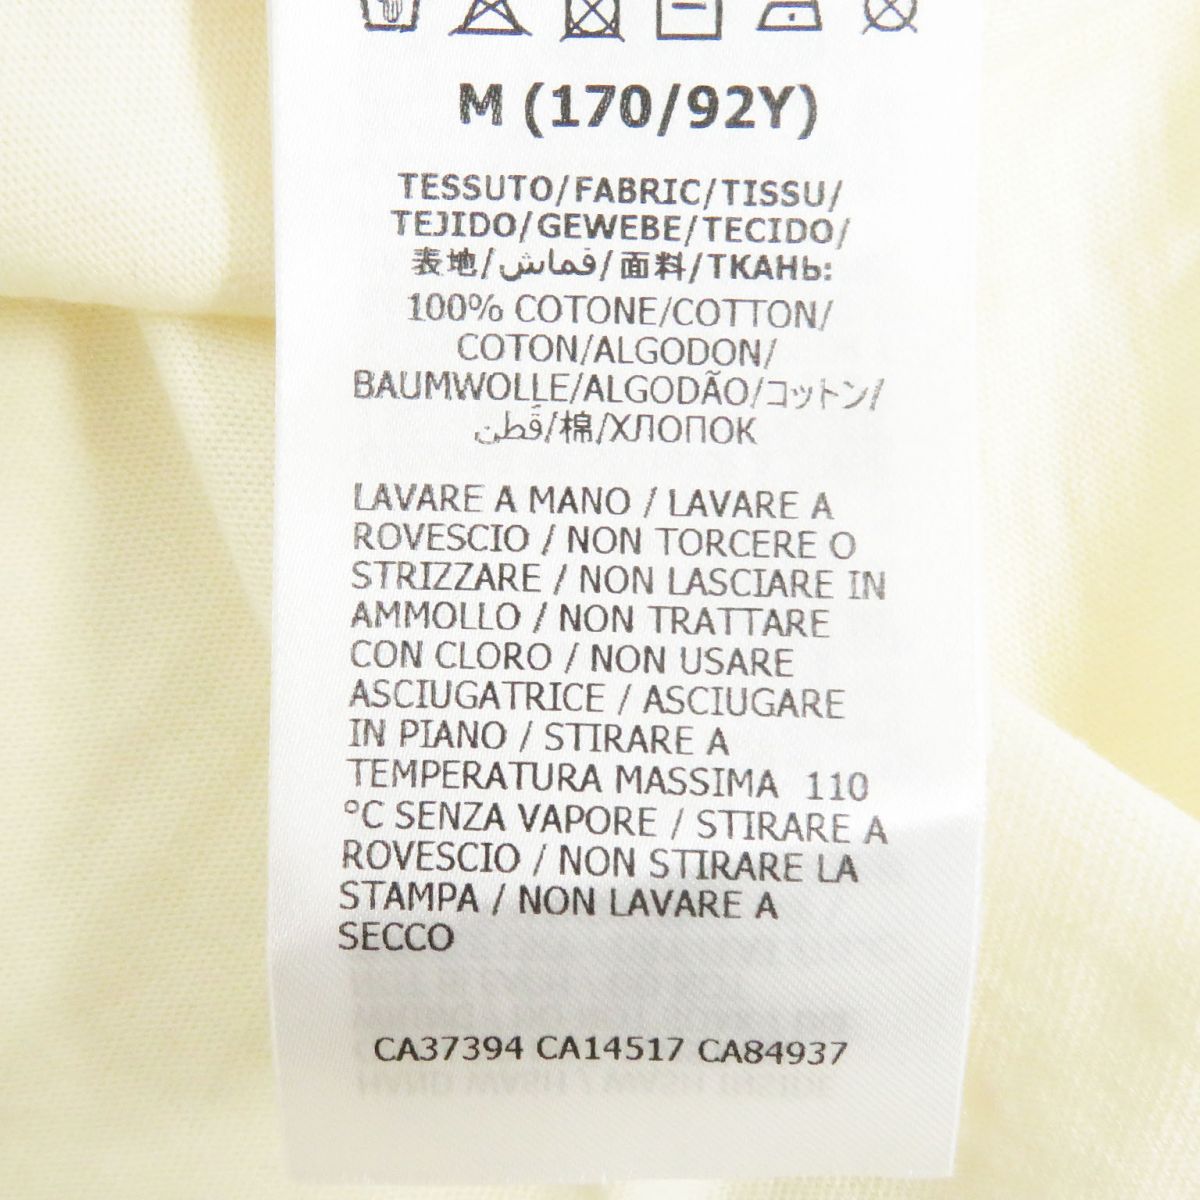 M (170/92Y)
TESSUTO/FABRIC/TISSU/
TEJIDO/GEWEBE/TECIDO/
表地/قماش/面料/ТКАНЬ:
100% COTONE/COTTON/
COTON/ALGODON/
BAUMWOLLE/ALGODÃO/コットン/
قطن/棉/ХЛОПОК
LAVARE A MANO / LAVARE A
ROVESCIO / NON TORCERE O
STRIZZARE / NON LASCIARE IN
AMMOLLO / NON TRATTARE
CON CLORO / NON USARE
ASCIUGATRICE / ASCIUGARE
IN PIANO / STIRARE A
TEMPERATURA MASSIMA 110
°C SENZA VAPORE / STIRARE A
ROVESCIO / NON STIRARE LA
STAMPA / NON LAVARE A
SECCO
CA37394 CA14517 CA84937